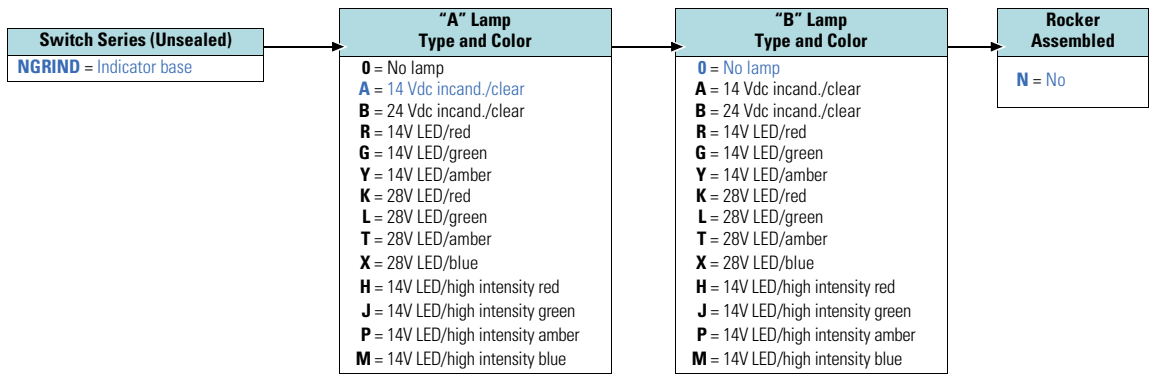 Switch Series (Unsealed)
NGRIND = Indicator base
“A” Lamp
Type and Color
0 = No lamp
A = 14 Vdc incand./clear
B = 24 Vdc incand./clear
R = 14V LED/red
G = 14V LED/green
Y = 14V LED/amber
K = 28V LED/red
L = 28V LED/green
T = 28V LED/amber
X = 28V LED/blue
H = 14V LED/high intensity red
J = 14V LED/high intensity green
P = 14V LED/high intensity amber
M = 14V LED/high intensity blue
“B” Lamp
Type and Color
0 = No lamp
A = 14 Vdc incand./clear
B = 24 Vdc incand./clear
R = 14V LED/red
G = 14V LED/green
Y = 14V LED/amber
K = 28V LED/red
L = 28V LED/green
T = 28V LED/amber
X = 28V LED/blue
H = 14V LED/high intensity red
J = 14V LED/high intensity green
P = 14V LED/high intensity amber
M = 14V LED/high intensity blue
Rocker
Assembled
N = No